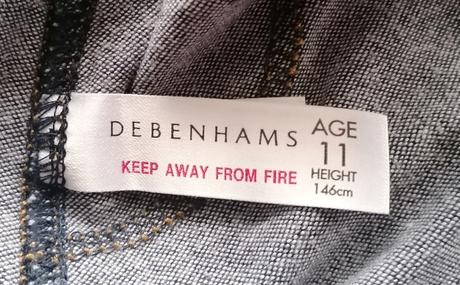 DEBENHAMS
KEEP AWAY FROM FIRE
AGE
11
HEIGHT
146cm